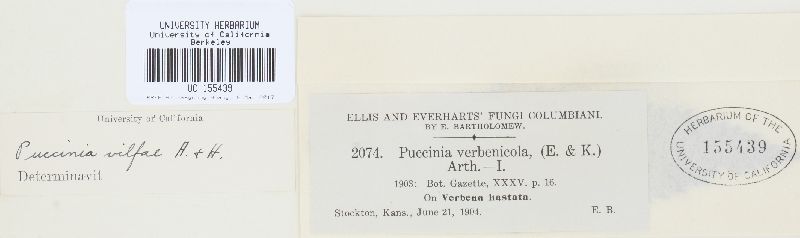 UNIVERSITY HERBARIUM
University of California
Berkeley
UC 155439
University of California
Puccinia vilfae A. & H.
Determinavit
ELLIS AND EVERHARTS' FUNGI COLUMBIANI.
BY E. BARTHOLOMEW.
2074. Puccinia verbenicola, (E. & K.)
Arth.—I.
1903: Bot. Gazette, XXXV. p. 16.
On Verbena hastata.
Stockton, Kans., June 21, 1904. E. B.
HERBARIUM OF THE
155439
UNIVERSITY OF CALIFORNIA